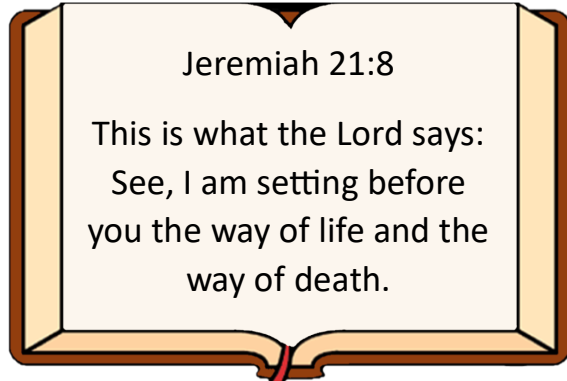 Jeremiah 21:8
This is what the Lord says:
See, I am setting before
you the way of life and the
way of death.